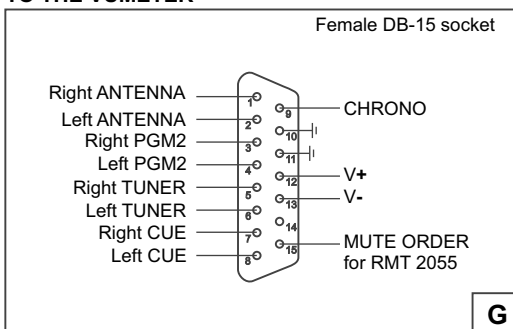 TO THE VUMETER
Female DB-15 socket
Right ANTENNA
Left ANTENNA
Right PGM2
Left PGM2
Right TUNER
Left TUNER
Right CUE
Left CUE
1
2
3
4
5
6
7
8
9
10
11
12
13
14
15
CHRONO
V+
V-
MUTE ORDER
for RMT 2055
G